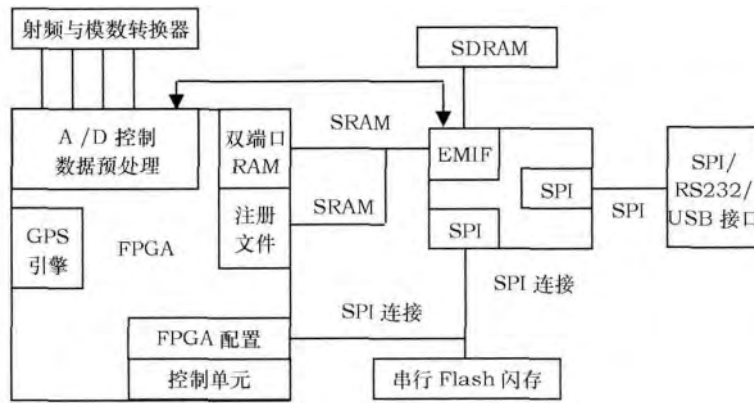 射频与模数转换器
SDRAM
A/D 控制
数据预处理
双端口
RAM
SRAM
EMIF
SPI
SPI/
RS232/
USB 接口
SPI
注册
文件
SRAM
SPI
GPS
引擎
FPGA
SPI 连接
SPI 连接
FPGA 配置
控制单元
串行 Flash 闪存